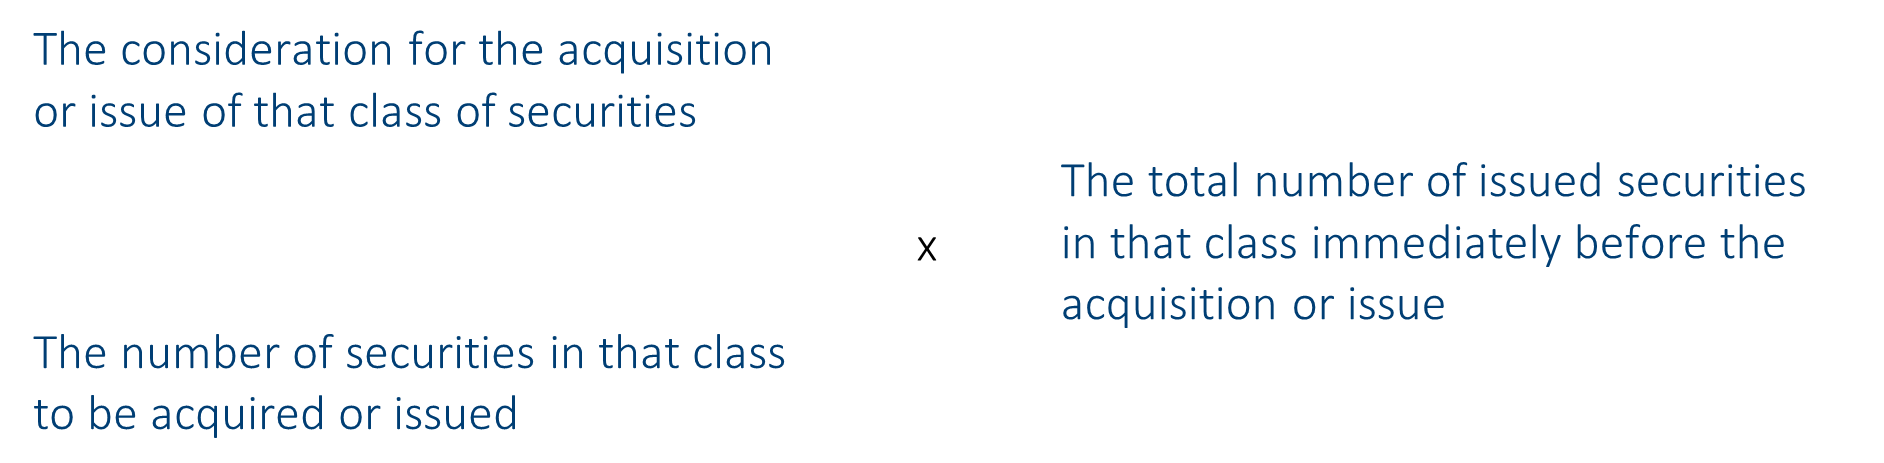 The consideration for the acquisition
or issue of that class of securities
The number of securities in that class
to be acquired or issued
x
The total number of issued securities
in that class immediately before the
acquisition or issue